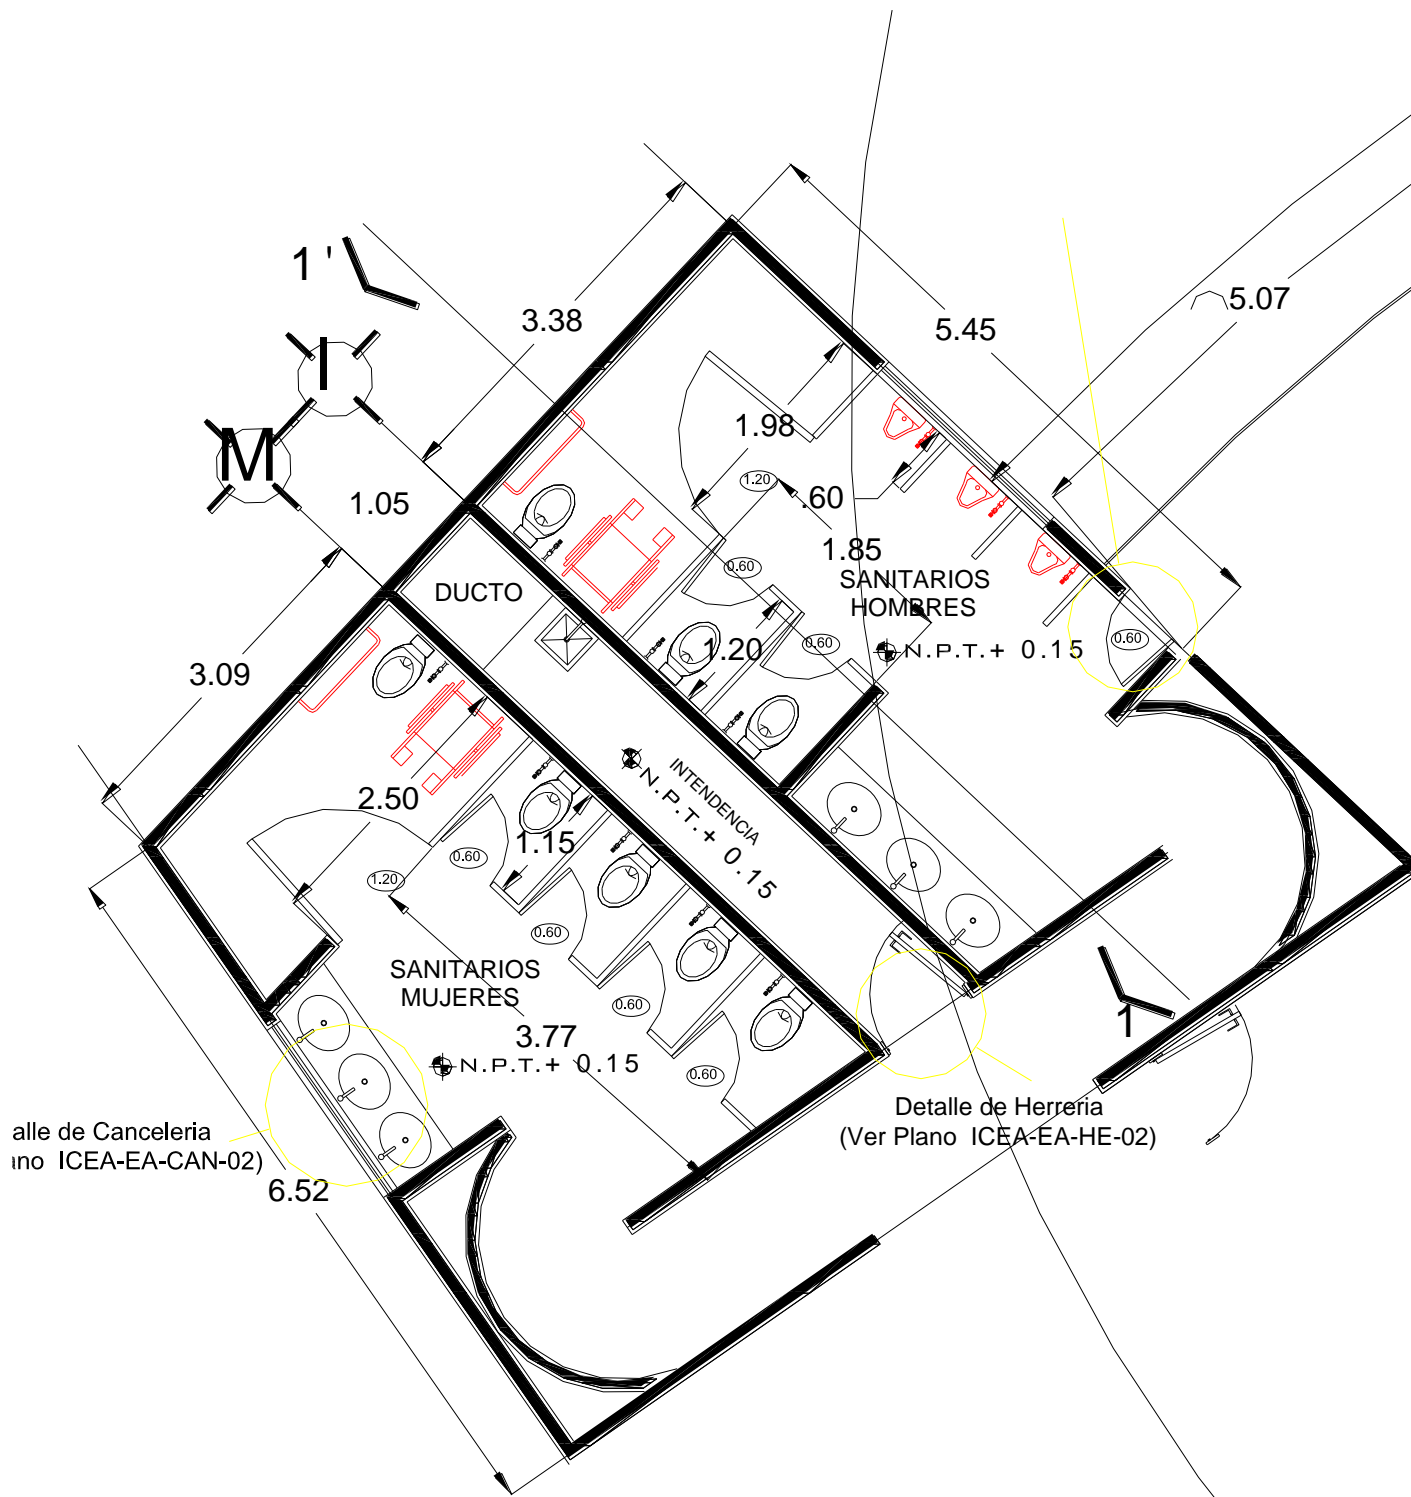 1 '
3.38
5.45
5.07
I
M
1.98
1.20
.60
1.05
1.85
0.60
SANITARIOS
HOMBRES
DUCTO
0.60
0.60
N.P.T.+ 0.15
1.20
3.09
INTENDENCIA
N.P.T.+ 0.15
2.50
1.15
0.60
1.20
0.60
SANITARIOS
MUJERES
0.60
3.77
N.P.T.+ 0.15
0.60
1
Detalle de Herreria
(Ver Plano ICEA-EA-HE-02)
alle de Canceleria
ano ICEA-EA-CAN-02)
6.52